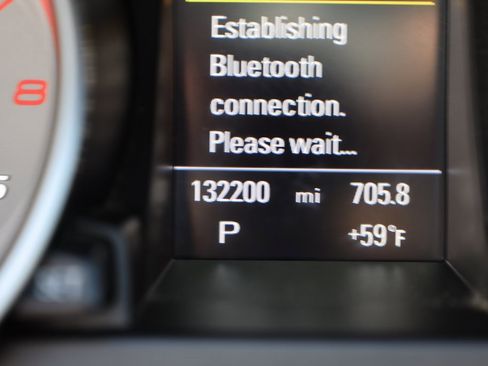 Establishing
Bluetooth
connection.
Please wait...
8
132200 mi 705.8
P +59°F